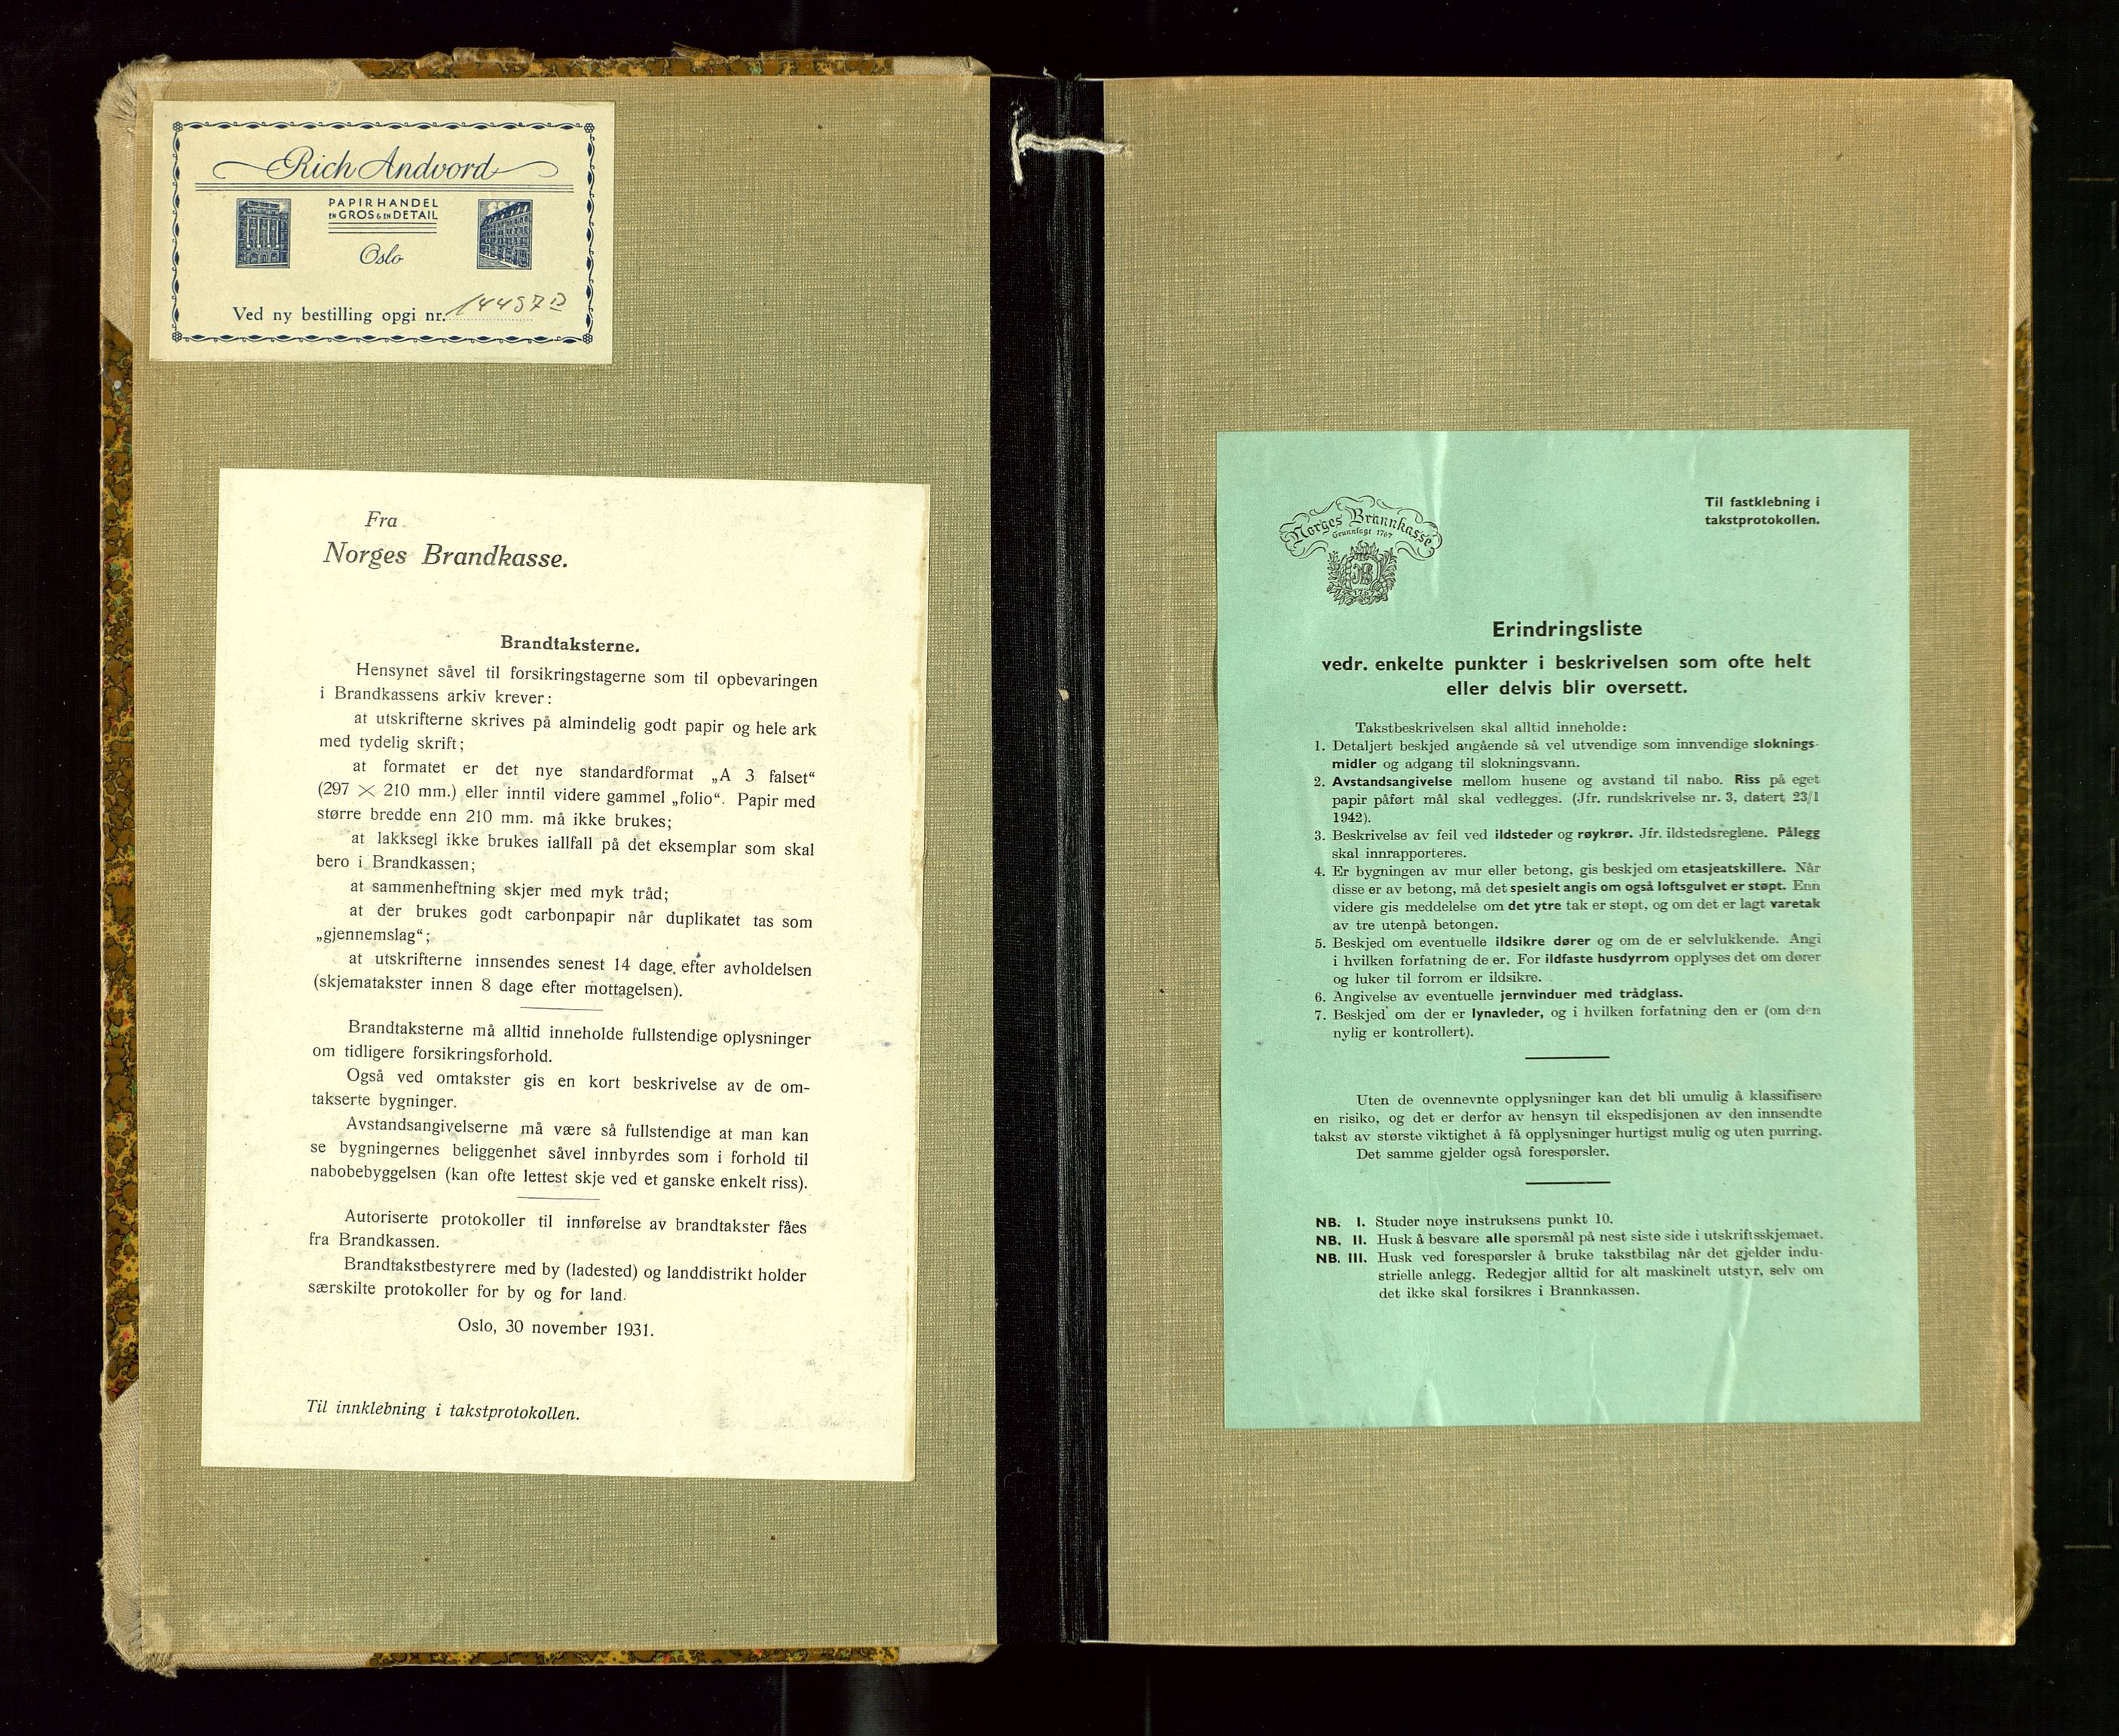 Rich Andvord
PAPIRHANDEL
EN GROS & EN DETAIL
Oslo
Ved ny bestilling opgi nr.
Fra
Norges Brandkasse.
Brandtaksterne.
Hensynet såvel til forsikringstagerne som til opbevaringen
i Brandkassens arkiv krever:
at utskrifterne skrives på almindelig godt papir og hele ark
med tydelig skrift;
at formatet er det nye standardformat „A 3 falset“
(297 × 210 mm.) eller inntil videre gammel „folio“. Papir med
større bredde enn 210 mm. må ikke brukes;
at lakksegl ikke brukes iallfall på det eksemplar som skal
bero i Brandkassen;
at sammenheftning skjer med myk tråd;
at der brukes godt carbonpapir når duplikatet tas som
„gjennemslag“;
at utskrifterne innsendes senest 14 dage efter avholdelsen
(skjematakster innen 8 dage efter mottagelsen).
Brandtaksterne må alltid inneholde fullstendige oplysninger
om tidligere forsikringsforhold.
Også ved omtakster gis en kort beskrivelse av de om-
takserte bygninger.
Avstandsangivelserne må være så fullstendige at man kan
se bygningernes beliggenhet såvel innbyrdes som i forhold til
nabobebyggelsen (kan ofte lettest skje ved et ganske enkelt riss).
Autoriserte protokoller til innførelse av brandtakster fåes
fra Brandkassen.
Brandtakstbestyrere med by (ladested) og landdistrikt holder
særskilte protokoller for by og for land.
Oslo, 30 november 1931.
Til innklebning i takstprotokollen.
Norges Brannkasse
Grunnlagt 1767
Til fastklebning i
takstprotokollen.
Erindringsliste
vedr. enkelte punkter i beskrivelsen som ofte helt
eller delvis blir oversett.
Takstbeskrivelsen skal alltid inneholde:
1. Detaljert beskjed angående så vel utvendige som innvendige sloknings-
midler og adgang til slokningsvann.
2. Avstandsangivelse mellom husene og avstand til nabo. Riss på eget
papir påført mål skal vedlegges. (Jfr. rundskrivelse nr. 3, datert 23/1
1942).
3. Beskrivelse av feil ved ildsteder og røykrør. Jfr. ildstedsreglene. Pålegg
skal innrapporteres.
4. Er bygningen av mur eller betong, gis beskjed om etasjeatskillere. Når
disse er av betong, må det spesielt angis om også loftsgulvet er støpt. Enn
videre gis meddelelse om det ytre tak er støpt, og om det er lagt varetak
av tre utenpå betongen.
5. Beskjed om eventuelle ildsikre dører og om de er selvlukkende. Angi
i hvilken forfatning de er. For ildfaste husdyrrom opplyses det om dører
og luker til forrom er ildsikre.
6. Angivelse av eventuelle jernvinduer med trådglass.
7. Beskjed om der er lynavleder, og i hvilken forfatning den er (om den
nylig er kontrollert).
Uten de ovennevnte opplysninger kan det bli umulig å klassifisere
en risiko, og det er derfor av hensyn til ekspedisjonen av den innsendte
takst av største viktighet å få opplysninger hurtigst mulig og uten purring.
Det samme gjelder også forespørsler.
NB. I. Studer nøye instruksens punkt 10.
NB. II. Husk å besvare alle spørsmål på nest siste side i utskriftsskjemaet.
NB. III. Husk ved forespørsler å bruke takstbilag når det gjelder indu-
strielle anlegg. Redegjør alltid for alt maskinelt utstyr, selv om
det ikke skal forsikres i Brannkassen.